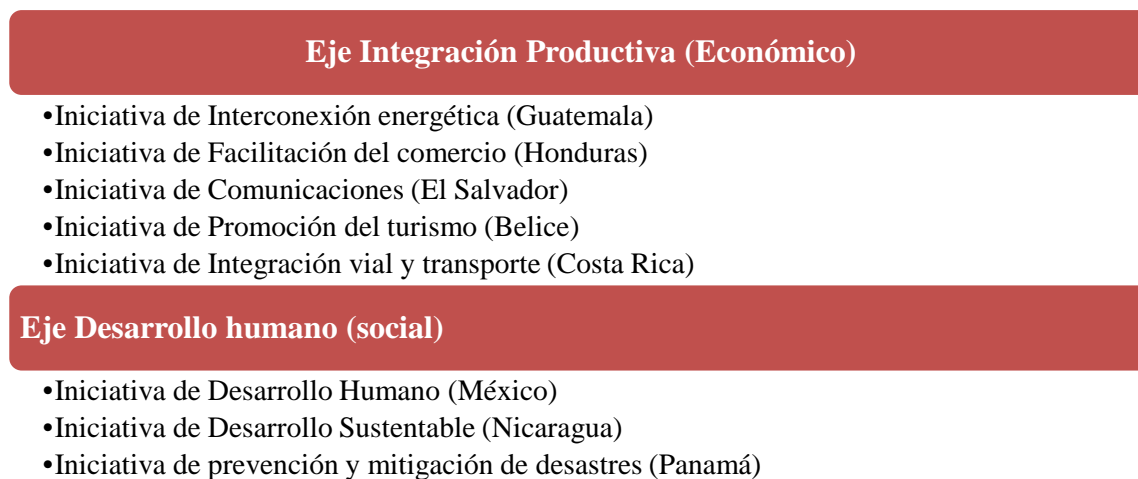 Eje Integración Productiva (Económico)
•Iniciativa de Interconexión energética (Guatemala)
•Iniciativa de Facilitación del comercio (Honduras)
•Iniciativa de Comunicaciones (El Salvador)
•Iniciativa de Promoción del turismo (Belice)
•Iniciativa de Integración vial y transporte (Costa Rica)
Eje Desarrollo humano (social)
•Iniciativa de Desarrollo Humano (México)
•Iniciativa de Desarrollo Sustentable (Nicaragua)
•Iniciativa de prevención y mitigación de desastres (Panamá)